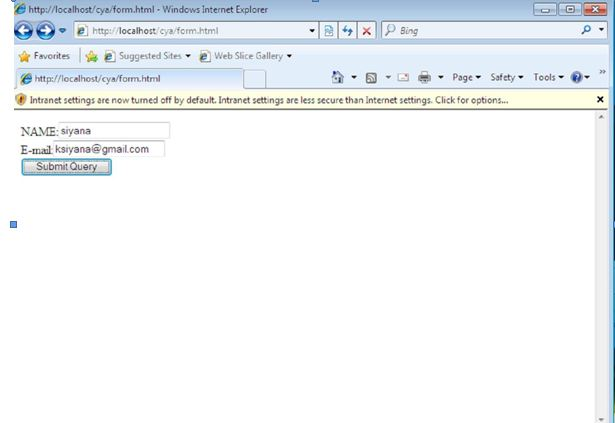 http://localhost/cya/form.html - Windows Internet Explorer
http://localhost/cya/form.html
Bing
Favorites Suggested Sites Web Slice Gallery
http://localhost/cya/form.html Page Safety Tools
Intranet settings are now turned off by default. Intranet settings are less secure than Internet settings. Click for options...
NAME: siyana
E-mail: ksiyana@gmail.com
Submit Query